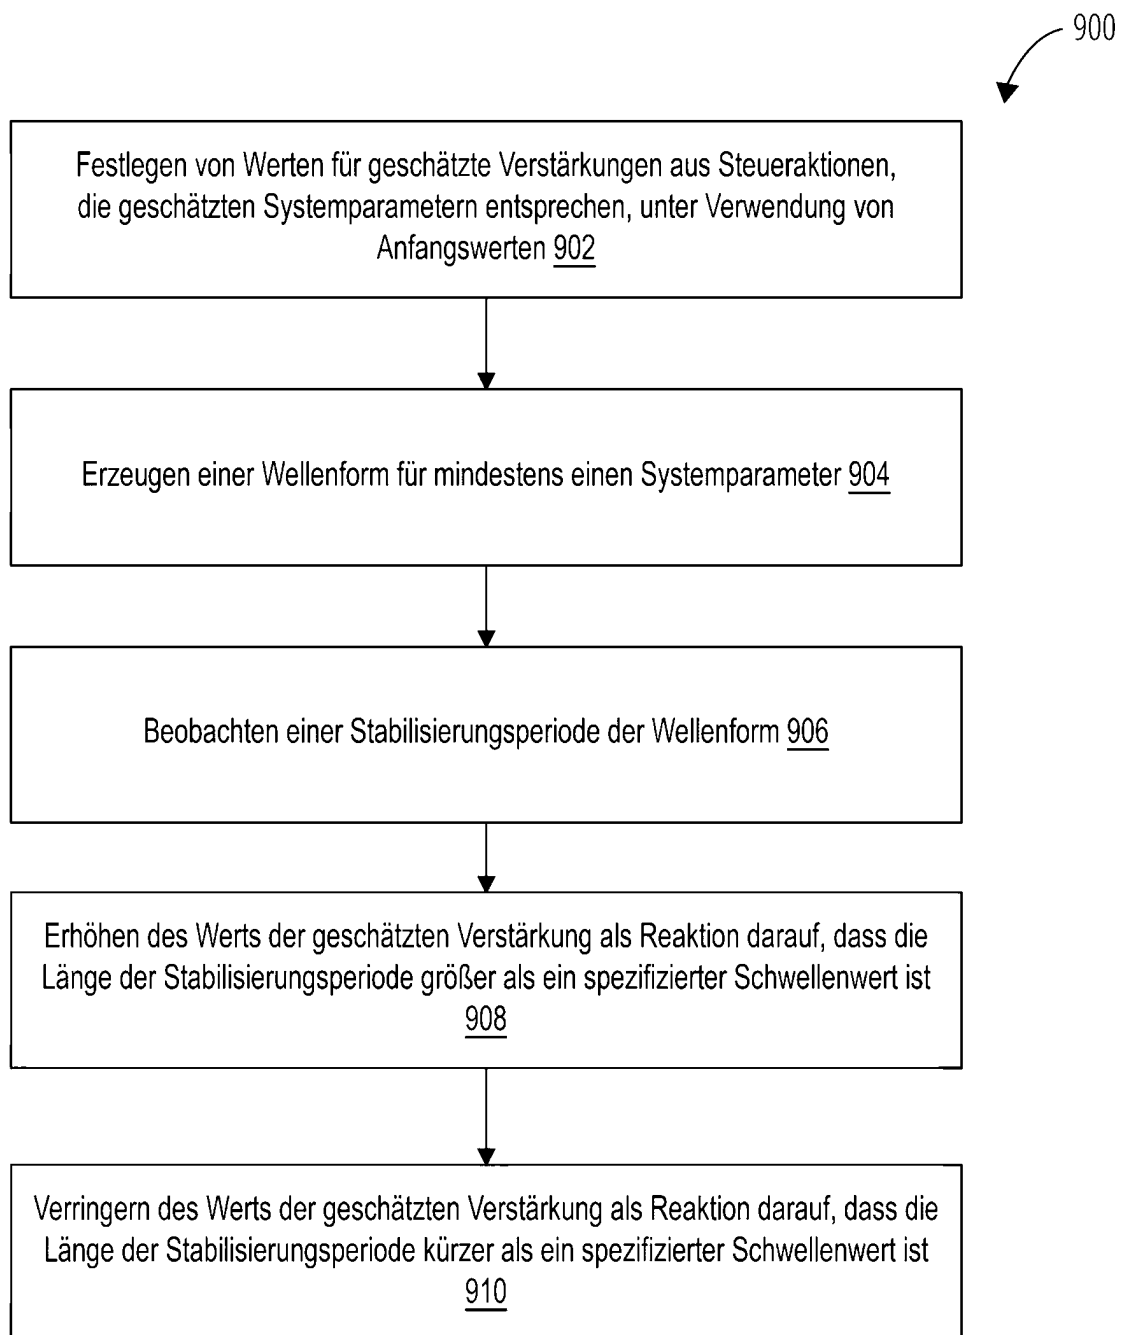 900
Festlegen von Werten für geschätzte Verstärkungen aus Steueraktionen,
die geschätzten Systemparametern entsprechen, unter Verwendung von
Anfangswerten 902
Erzeugen einer Wellenform für mindestens einen Systemparameter 904
Beobachten einer Stabilisierungsperiode der Wellenform 906
Erhöhen des Werts der geschätzten Verstärkung als Reaktion darauf, dass die
Länge der Stabilisierungsperiode größer als ein spezifizierter Schwellenwert ist
908
Verringern des Werts der geschätzten Verstärkung als Reaktion darauf, dass die
Länge der Stabilisierungsperiode kürzer als ein spezifizierter Schwellenwert ist
910